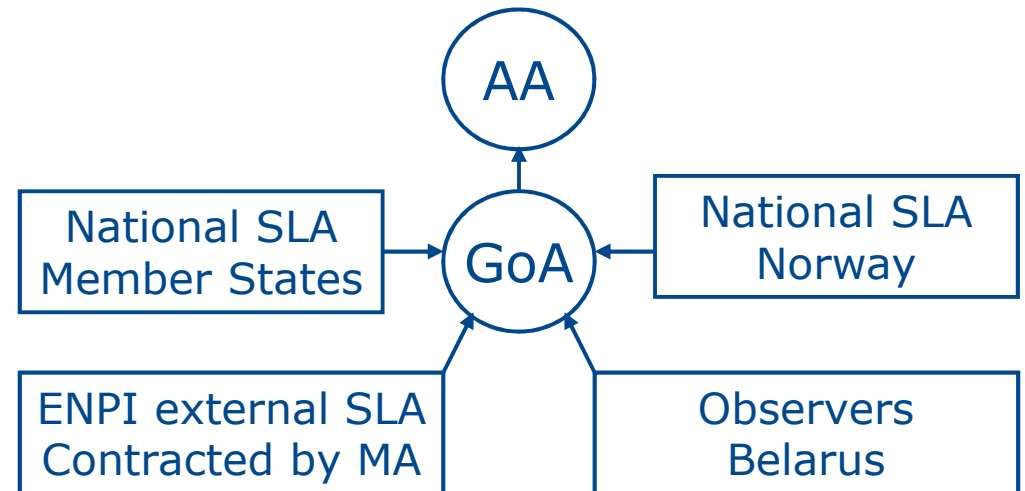 AA
National SLA
Member States
GoA
National SLA
Norway
ENPI external SLA
Contracted by MA
Observers
Belarus